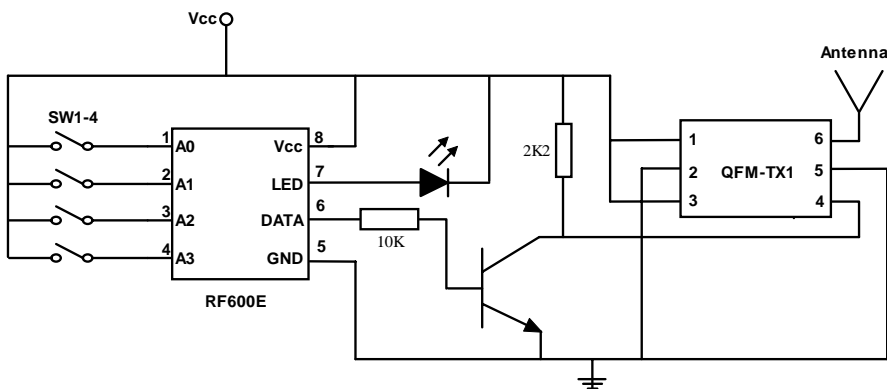 Vcc
Antenna
SW1-4
1 A0 Vcc 8
2 A1 LED 7
3 A2 DATA 6
4 A3 GND 5
RF600E
10K
2K2
1 6
2 QFM-TX1 5
3 4